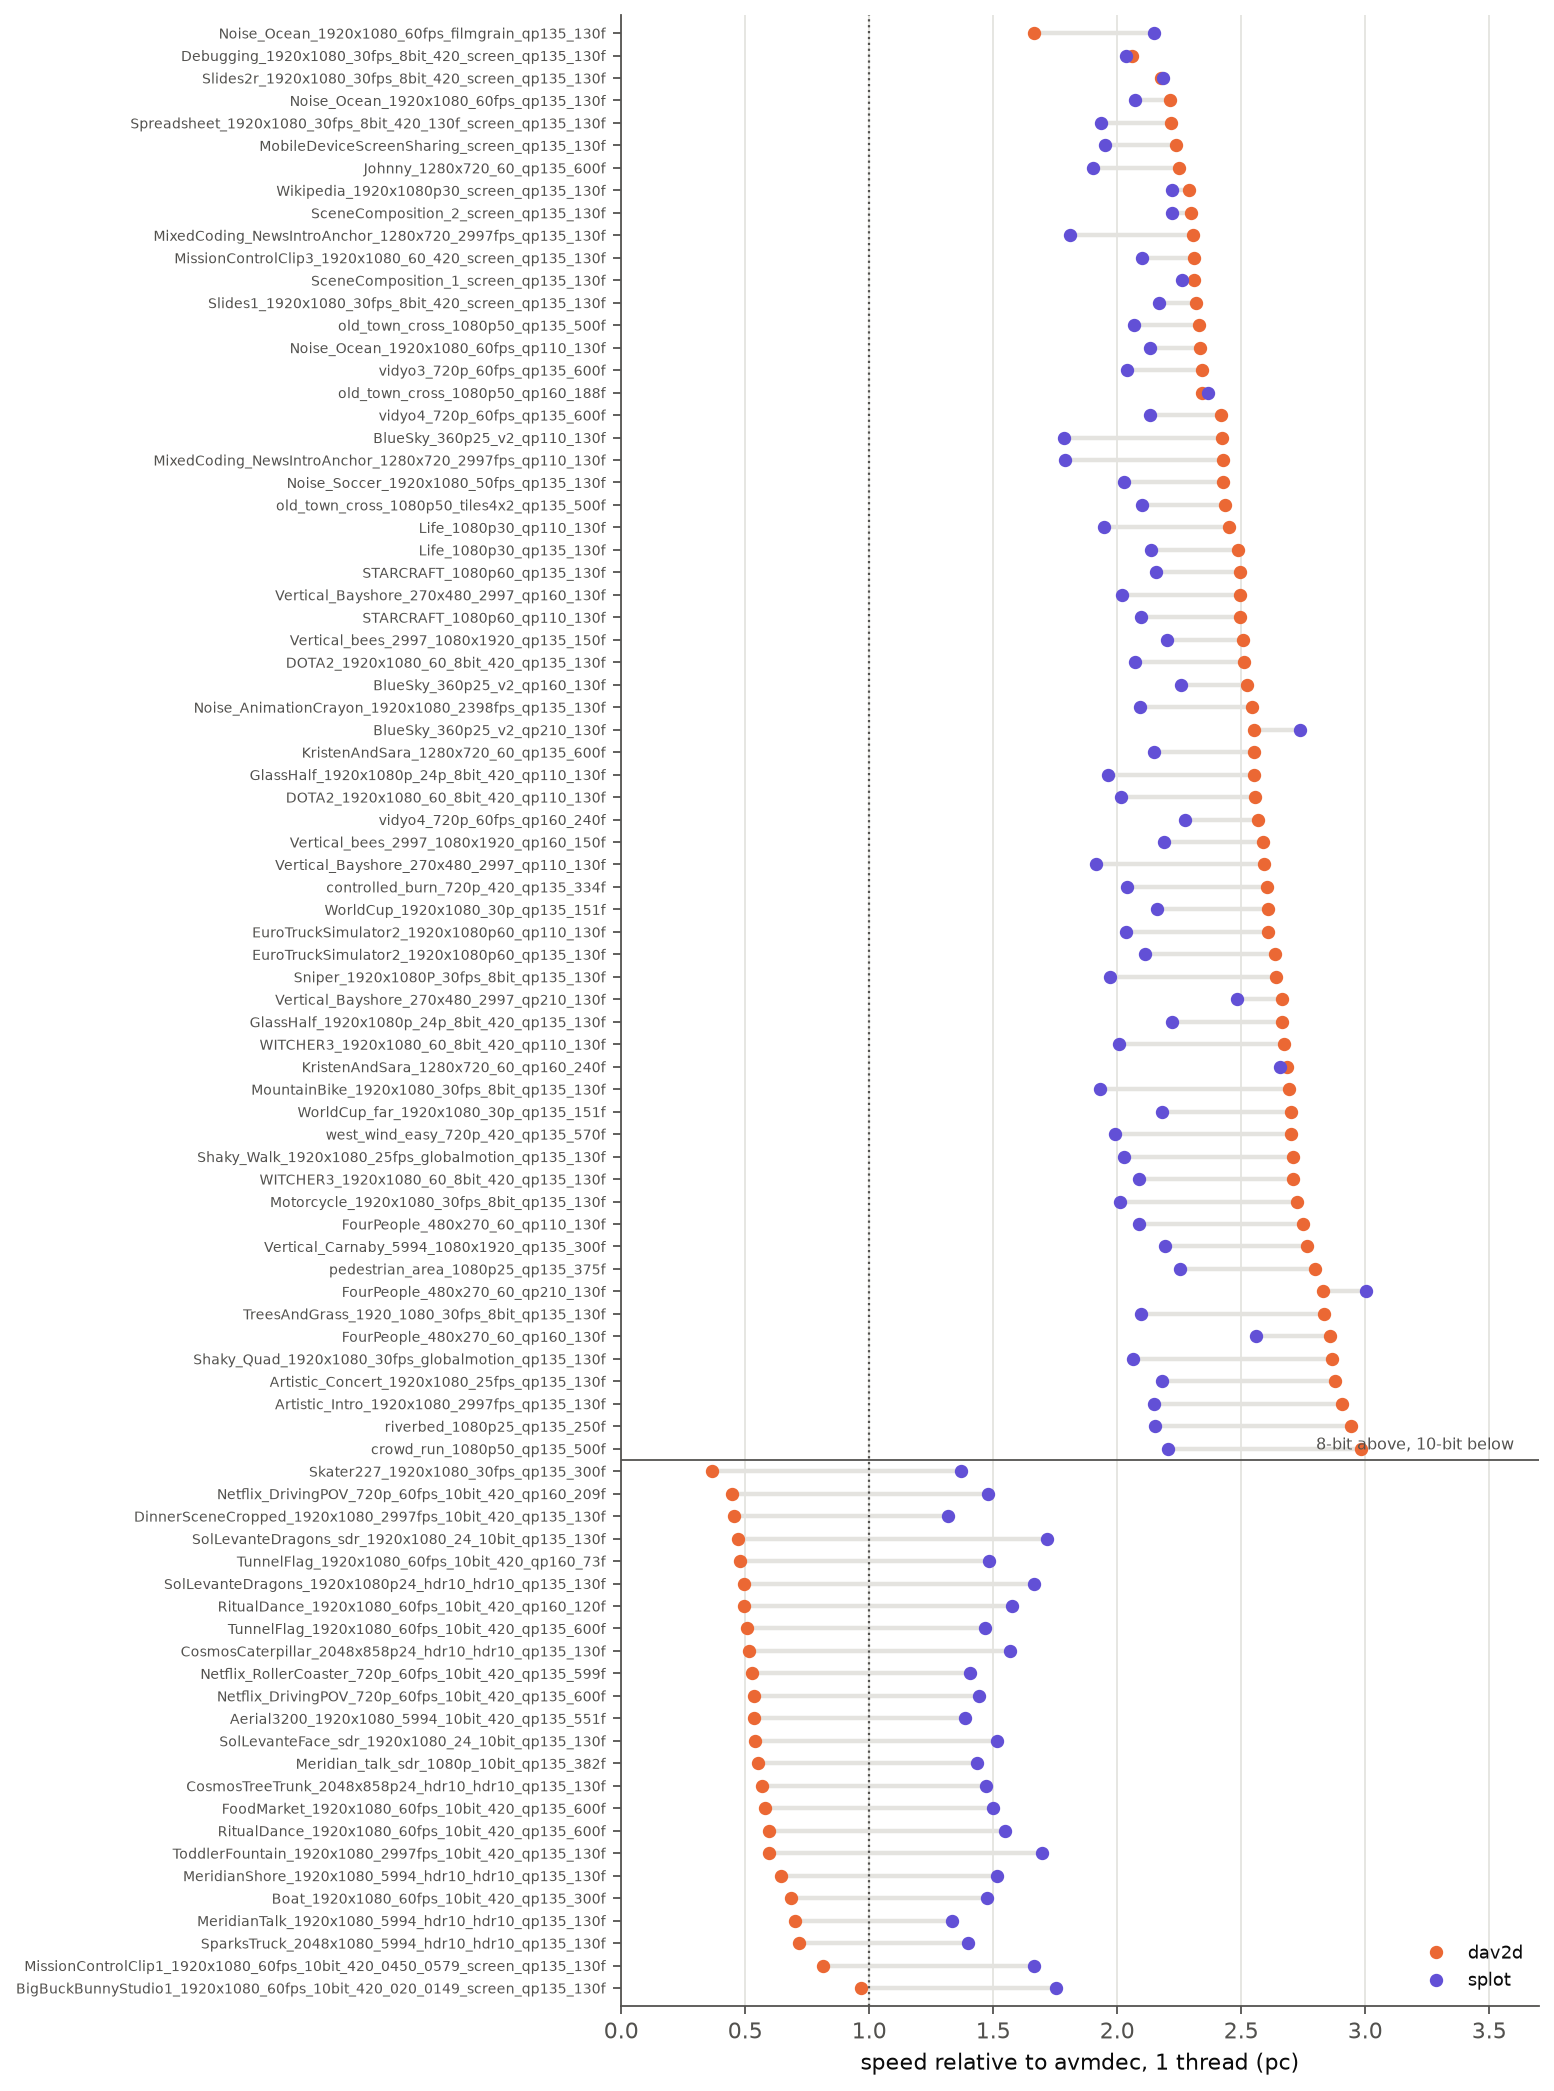 Noise_Ocean_1920x1080_60fps_filmgrain_qp135_130f
Debugging_1920x1080_30fps_8bit_420_screen_qp135_130f
Slides2r_1920x1080_30fps_8bit_420_screen_qp135_130f
Noise_Ocean_1920x1080_60fps_qp135_130f
Spreadsheet_1920x1080_30fps_8bit_420_130f_screen_qp135_130f
MobileDeviceScreenSharing_screen_qp135_130f
Johnny_1280x720_60_qp135_600f
Wikipedia_1920x1080p30_screen_qp135_130f
SceneComposition_2_screen_qp135_130f
MixedCoding_NewsIntroAnchor_1280x720_2997fps_qp135_130f
MissionControlClip3_1920x1080_60_420_screen_qp135_130f
SceneComposition_1_screen_qp135_130f
Slides1_1920x1080_30fps_8bit_420_screen_qp135_130f
old_town_cross_1080p50_qp135_500f
Noise_Ocean_1920x1080_60fps_qp110_130f
vidyo3_720p_60fps_qp135_600f
old_town_cross_1080p50_qp160_188f
vidyo4_720p_60fps_qp135_600f
BlueSky_360p25_v2_qp110_130f
MixedCoding_NewsIntroAnchor_1280x720_2997fps_qp110_130f
Noise_Soccer_1920x1080_50fps_qp135_130f
old_town_cross_1080p50_tiles4x2_qp135_500f
Life_1080p30_qp110_130f
Life_1080p30_qp135_130f
STARCRAFT_1080p60_qp135_130f
Vertical_Bayshore_270x480_2997_qp160_130f
STARCRAFT_1080p60_qp110_130f
Vertical_bees_2997_1080x1920_qp135_150f
DOTA2_1920x1080_60_8bit_420_qp135_130f
BlueSky_360p25_v2_qp160_130f
Noise_AnimationCrayon_1920x1080_2398fps_qp135_130f
BlueSky_360p25_v2_qp210_130f
KristenAndSara_1280x720_60_qp135_600f
GlassHalf_1920x1080p_24p_8bit_420_qp110_130f
DOTA2_1920x1080_60_8bit_420_qp110_130f
vidyo4_720p_60fps_qp160_240f
Vertical_bees_2997_1080x1920_qp160_150f
Vertical_Bayshore_270x480_2997_qp110_130f
controlled_burn_720p_420_qp135_334f
WorldCup_1920x1080_30p_qp135_151f
EuroTruckSimulator2_1920x1080p60_qp110_130f
EuroTruckSimulator2_1920x1080p60_qp135_130f
Sniper_1920x1080P_30fps_8bit_qp135_130f
Vertical_Bayshore_270x480_2997_qp210_130f
GlassHalf_1920x1080p_24p_8bit_420_qp135_130f
WITCHER3_1920x1080_60_8bit_420_qp110_130f
KristenAndSara_1280x720_60_qp160_240f
MountainBike_1920x1080_30fps_8bit_qp135_130f
WorldCup_far_1920x1080_30p_qp135_151f
west_wind_easy_720p_420_qp135_570f
Shaky_Walk_1920x1080_25fps_globalmotion_qp135_130f
WITCHER3_1920x1080_60_8bit_420_qp135_130f
Motorcycle_1920x1080_30fps_8bit_qp135_130f
FourPeople_480x270_60_qp110_130f
Vertical_Carnaby_5994_1080x1920_qp135_300f
pedestrian_area_1080p25_qp135_375f
FourPeople_480x270_60_qp210_130f
TreesAndGrass_1920_1080_30fps_8bit_qp135_130f
FourPeople_480x270_60_qp160_130f
Shaky_Quad_1920x1080_30fps_globalmotion_qp135_130f
Artistic_Concert_1920x1080_25fps_qp135_130f
Artistic_Intro_1920x1080_2997fps_qp135_130f
riverbed_1080p25_qp135_250f
crowd_run_1080p50_qp135_500f
8-bit above, 10-bit below
Skater227_1920x1080_30fps_qp135_300f
Netflix_DrivingPOV_720p_60fps_10bit_420_qp160_209f
DinnerSceneCropped_1920x1080_2997fps_10bit_420_qp135_130f
SolLevanteDragons_sdr_1920x1080_24_10bit_qp135_130f
TunnelFlag_1920x1080_60fps_10bit_420_qp160_73f
SolLevanteDragons_1920x1080p24_hdr10_hdr10_qp135_130f
RitualDance_1920x1080_60fps_10bit_420_qp160_120f
TunnelFlag_1920x1080_60fps_10bit_420_qp135_600f
CosmosCaterpillar_2048x858p24_hdr10_hdr10_qp135_130f
Netflix_RollerCoaster_720p_60fps_10bit_420_qp135_599f
Netflix_DrivingPOV_720p_60fps_10bit_420_qp135_600f
Aerial3200_1920x1080_5994_10bit_420_qp135_551f
SolLevanteFace_sdr_1920x1080_24_10bit_qp135_130f
Meridian_talk_sdr_1080p_10bit_qp135_382f
CosmosTreeTrunk_2048x858p24_hdr10_hdr10_qp135_130f
FoodMarket_1920x1080_60fps_10bit_420_qp135_600f
RitualDance_1920x1080_60fps_10bit_420_qp135_600f
ToddlerFountain_1920x1080_2997fps_10bit_420_qp135_130f
MeridianShore_1920x1080_5994_hdr10_hdr10_qp135_130f
Boat_1920x1080_60fps_10bit_420_qp135_300f
MeridianTalk_1920x1080_5994_hdr10_hdr10_qp135_130f
SparksTruck_2048x1080_5994_hdr10_hdr10_qp135_130f
MissionControlClip1_1920x1080_60fps_10bit_420_0450_0579_screen_qp135_130f
BigBuckBunnyStudio1_1920x1080_60fps_10bit_420_020_0149_screen_qp135_130f
dav2d
splot
0.0 0.5 1.0 1.5 2.0 2.5 3.0 3.5
speed relative to avmdec, 1 thread (pc)